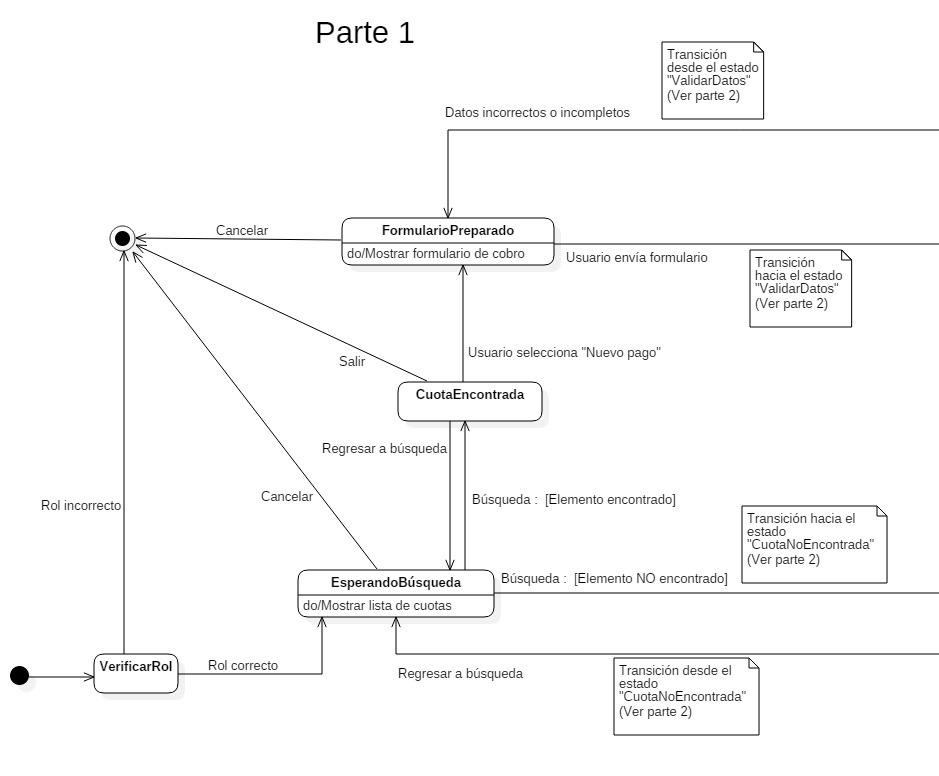 Parte 1
Transición
desde el estado
"ValidarDatos"
(Ver parte 2)
Datos incorrectos o incompletos
Cancelar
FormularioPreparado
do/Mostrar formulario de cobro
Usuario envía formulario
Transición
hacia el estado
"ValidarDatos"
(Ver parte 2)
Salir
Usuario selecciona "Nuevo pago"
CuotaEncontrada
Regresar a búsqueda
Cancelar
Rol incorrecto
Búsqueda : [Elemento encontrado]
Transición hacia el
estado
"CuotaNoEncontrada"
(Ver parte 2)
EsperandoBúsqueda
do/Mostrar lista de cuotas
Búsqueda : [Elemento NO encontrado]
VerificarRol
Rol correcto
Regresar a búsqueda
Transición desde el
estado
"CuotaNoEncontrada"
(Ver parte 2)